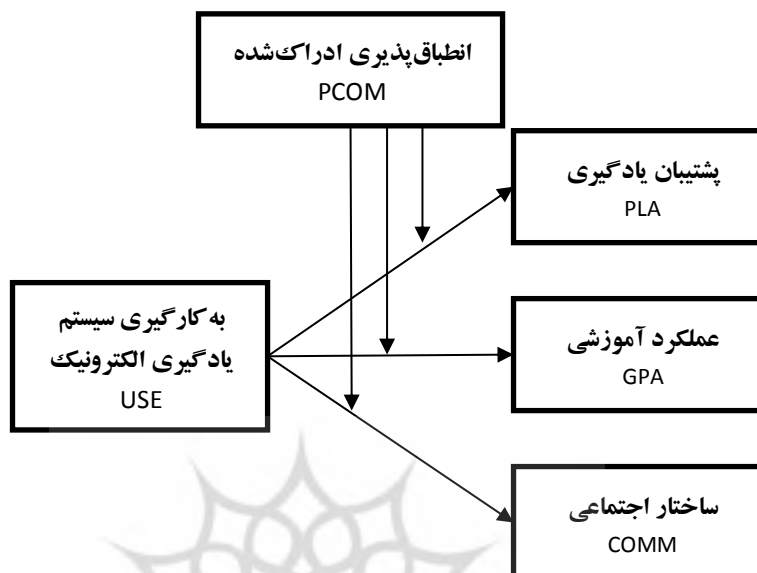 انطباق‌پذیری ادراک‌شده
PCOM
پشتیبان یادگیری
PLA
به‌کارگیری سیستم
یادگیری الکترونیک
USE
عملکرد آموزشی
GPA
ساختار اجتماعی
COMM